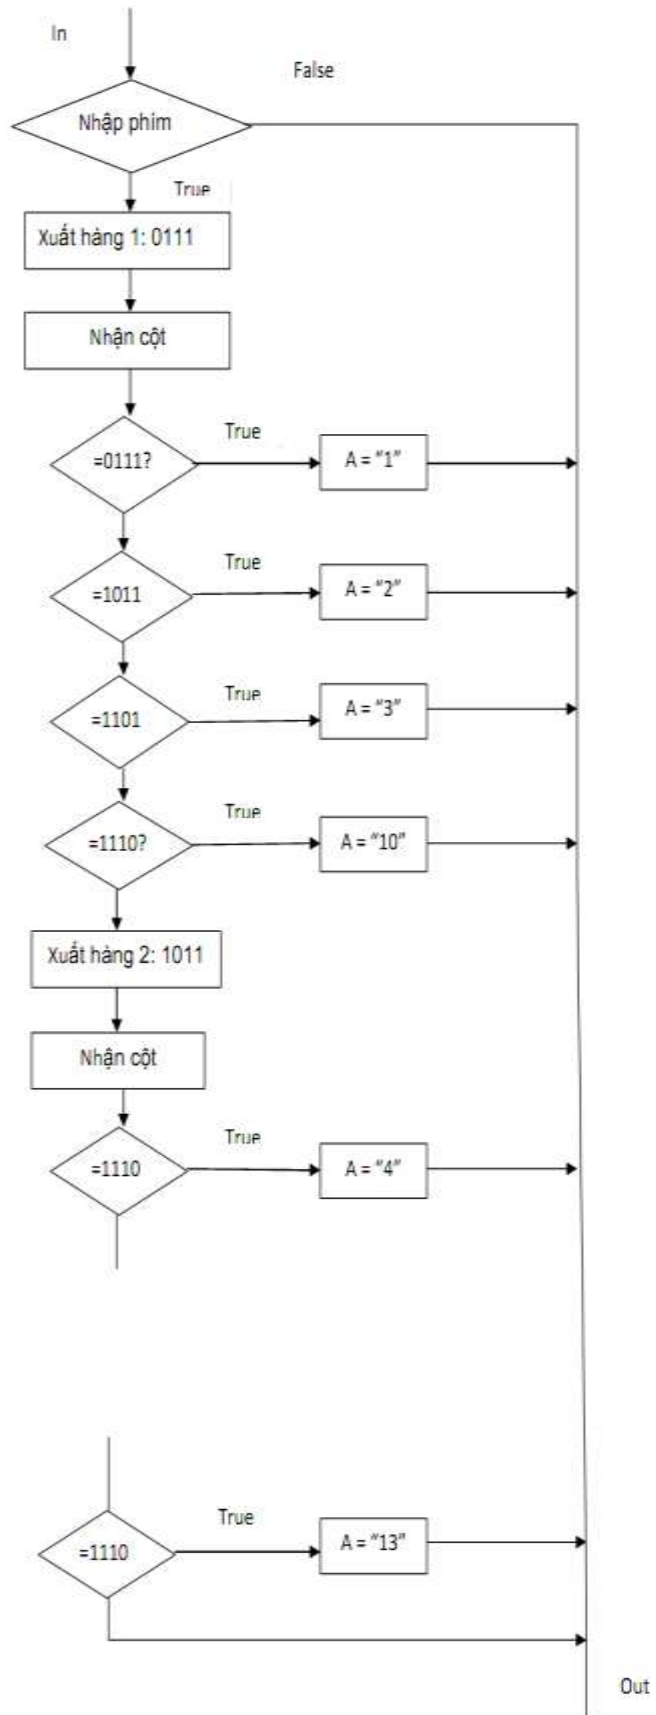 In
False
Nhập phím
True
Xuất hàng 1: 0111
Nhận cột
True
=0111?
A = "1"
True
=1011
A = "2"
True
=1101
A = "3"
True
=1110?
A = "10"
Xuất hàng 2: 1011
Nhận cột
True
=1110
A = "4"
True
=1110
A = "13"
Out